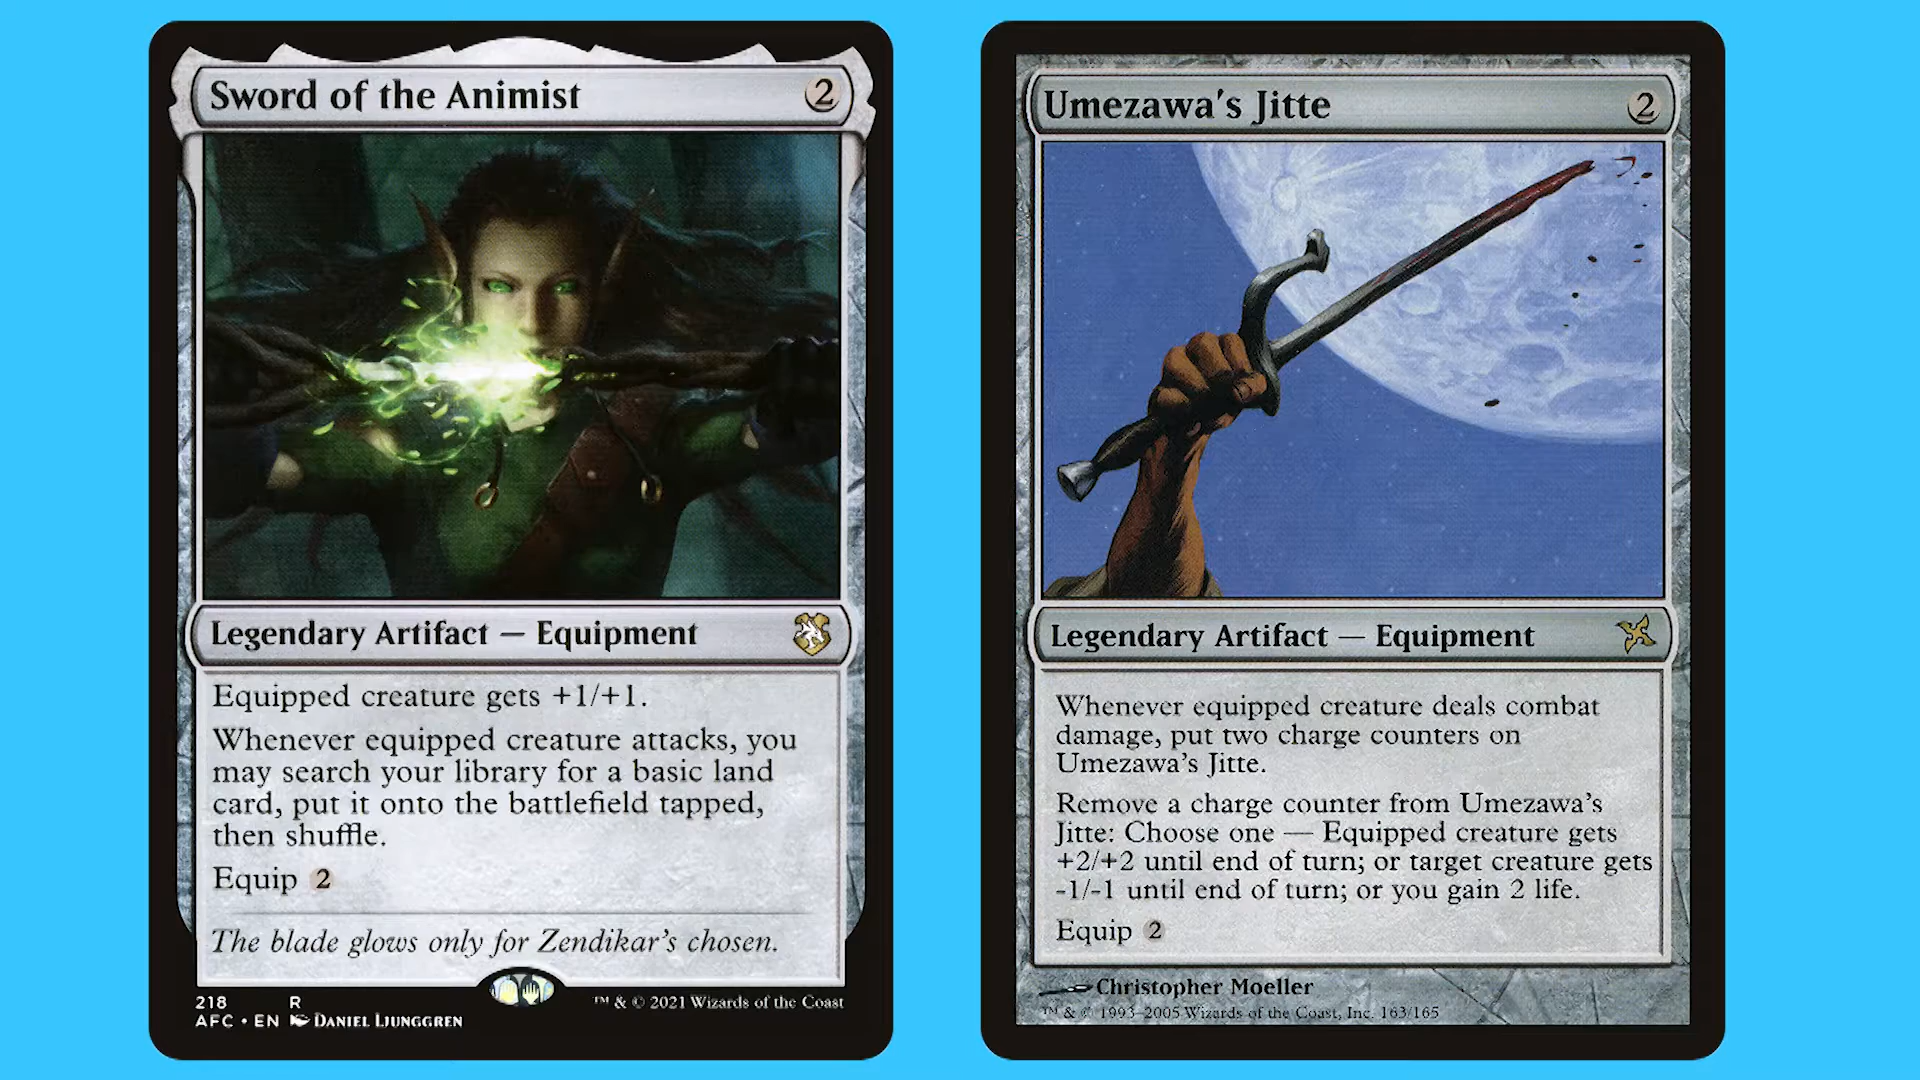 Sword of the Animist
2
Legendary Artifact — Equipment
Equipped creature gets +1/+1.
Whenever equipped creature attacks, you
may search your library for a basic land
card, put it onto the battlefield tapped,
then shuffle.
Equip 2
The blade glows only for Zendikar's chosen.
218 R
AFC • EN DANIEL LJUNGGREN
™ & © 2021 Wizards of the Coast
Umezawa's Jitte
2
Legendary Artifact — Equipment
Whenever equipped creature deals combat
damage, put two charge counters on
Umezawa's Jitte.
Remove a charge counter from Umezawa's
Jitte: Choose one — Equipped creature gets
+2/+2 until end of turn; or target creature gets
-1/-1 until end of turn; or you gain 2 life.
Equip 2
Christopher Moeller
™ & © 1993–2005 Wizards of the Coast, Inc. 163/165